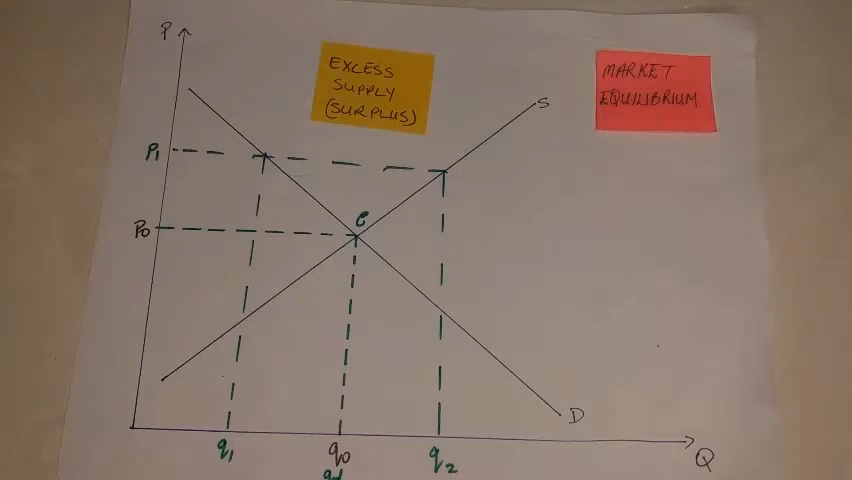 P
EXCESS
SUPPLY
(SURPLUS)
MARKET
EQUILIBRIUM
S
P1
e
P0
D
q1
q0
q2
Q